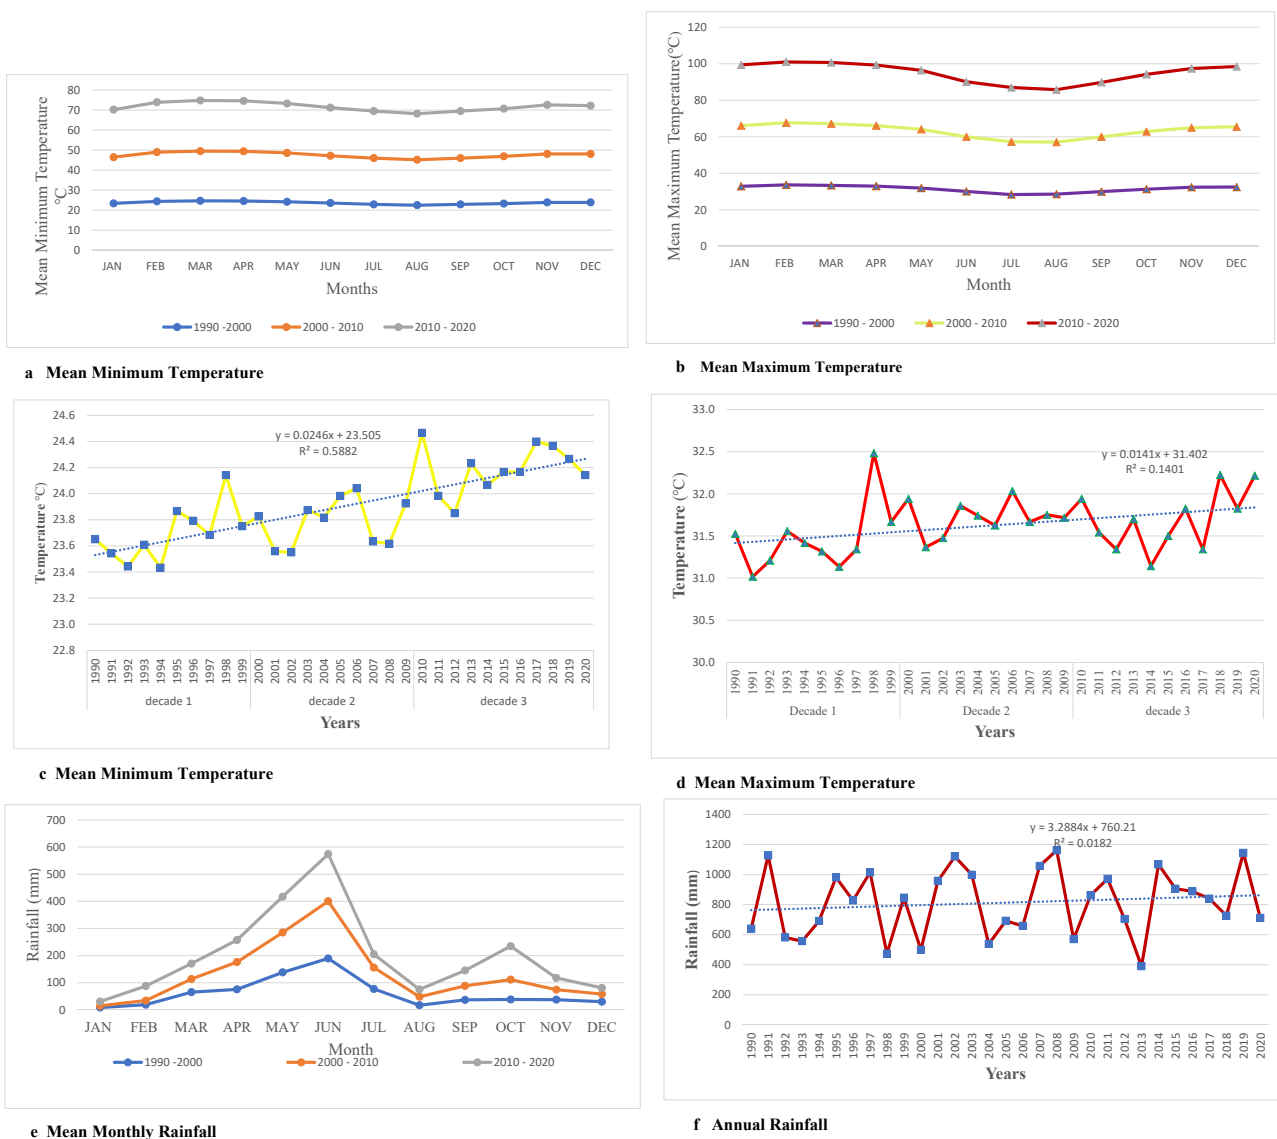 Mean Minimum Temperature
°C
80
70
60
50
40
30
20
10
0
JAN FEB MAR APR MAY JUN JUL AUG SEP OCT NOV DEC
Months
1990 -2000 2000 - 2010 2010 - 2020
a Mean Minimum Temperature
Mean Maximum Temperature(°C)
120
100
80
60
40
20
0
JAN FEB MAR APR MAY JUN JUL AUG SEP OCT NOV DEC
Month
1990 - 2000 2000 - 2010 2010 - 2020
b Mean Maximum Temperature
Temperature °C)
24.6
24.4
24.2
24.0
23.8
23.6
23.4
23.2
23.0
22.8
y = 0.0246x + 23.505
R² = 0.5882
1990 1991 1992 1993 1994 1995 1996 1997 1998 1999 2000 2001 2002 2003 2004 2005 2006 2007 2008 2009 2010 2011 2012 2013 2014 2015 2016 2017 2018 2019 2020
decade 1 decade 2 decade 3
Years
c Mean Minimum Temperature
Temperature (°C)
33.0
32.5
32.0
31.5
31.0
30.5
30.0
y = 0.0141x + 31.402
R² = 0.1401
1990 1991 1992 1993 1994 1995 1996 1997 1998 1999 2000 2001 2002 2003 2004 2005 2006 2007 2008 2009 2010 2011 2012 2013 2014 2015 2016 2017 2018 2019 2020
Decade 1 Decade 2 decade 3
Years
d Mean Maximum Temperature
Rainfall (mm)
700
600
500
400
300
200
100
0
JAN FEB MAR APR MAY JUN JUL AUG SEP OCT NOV DEC
Month
1990 -2000 2000 - 2010 2010 - 2020
e Mean Monthly Rainfall
Rainfall (mm)
1400
1200
1000
800
600
400
200
0
y = 3.2884x + 760.21
R² = 0.0182
1990 1991 1992 1993 1994 1995 1996 1997 1998 1999 2000 2001 2002 2003 2004 2005 2006 2007 2008 2009 2010 2011 2012 2013 2014 2015 2016 2017 2018 2019 2020
Years
f Annual Rainfall